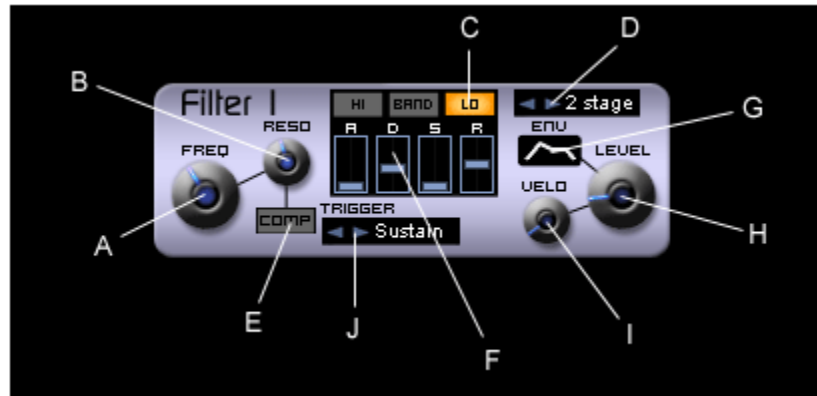 C
D
B
Filter 1
HI BAND LO
2 stage
G
RESO
A D S R
ENV
FREQ
LEVEL
VELO
TRIGGER
COMP
Sustain
A
H
E
J
F
I